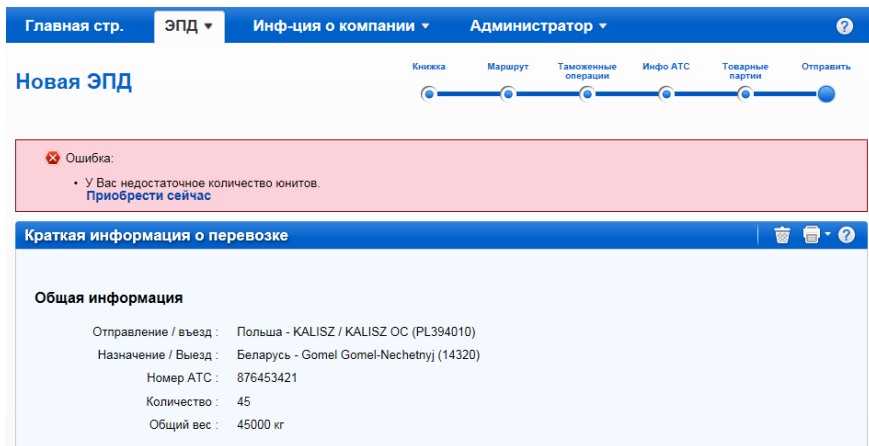 Главная стр. ЭПД Инф-ция о компании Администратор
Новая ЭПД
Книжка Маршрут Таможенные операции Инфо АТС Товарные партии Отправить
Ошибка:
• У Вас недостаточное количество юнитов.
Приобрести сейчас
Краткая информация о перевозке
Общая информация
Отправление / въезд : Польша - KALISZ / KALISZ OC (PL394010)
Назначение / Выезд : Беларусь - Gomel Gomel-Nechetnyj (14320)
Номер АТС : 876453421
Количество : 45
Общий вес : 45000 кг